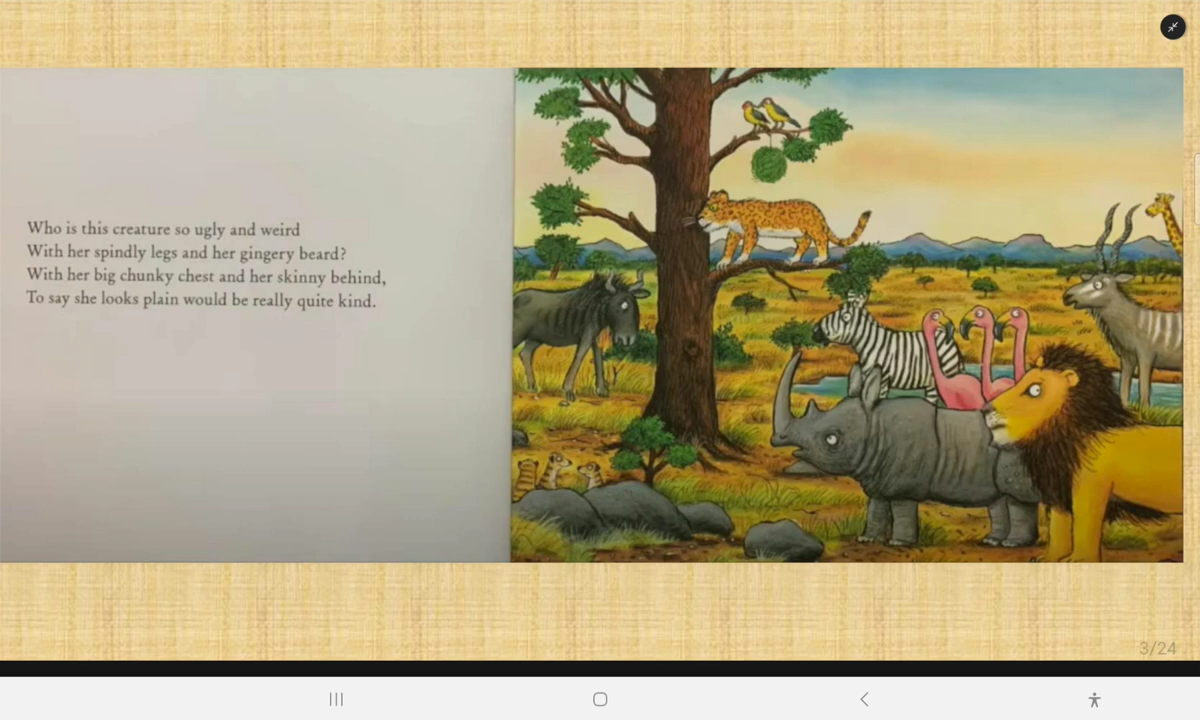 Who is this creature so ugly and weird
With her spindly legs and her gingery beard?
With her big chunky chest and her skinny behind,
To say she looks plain would be really quite kind.
3/24